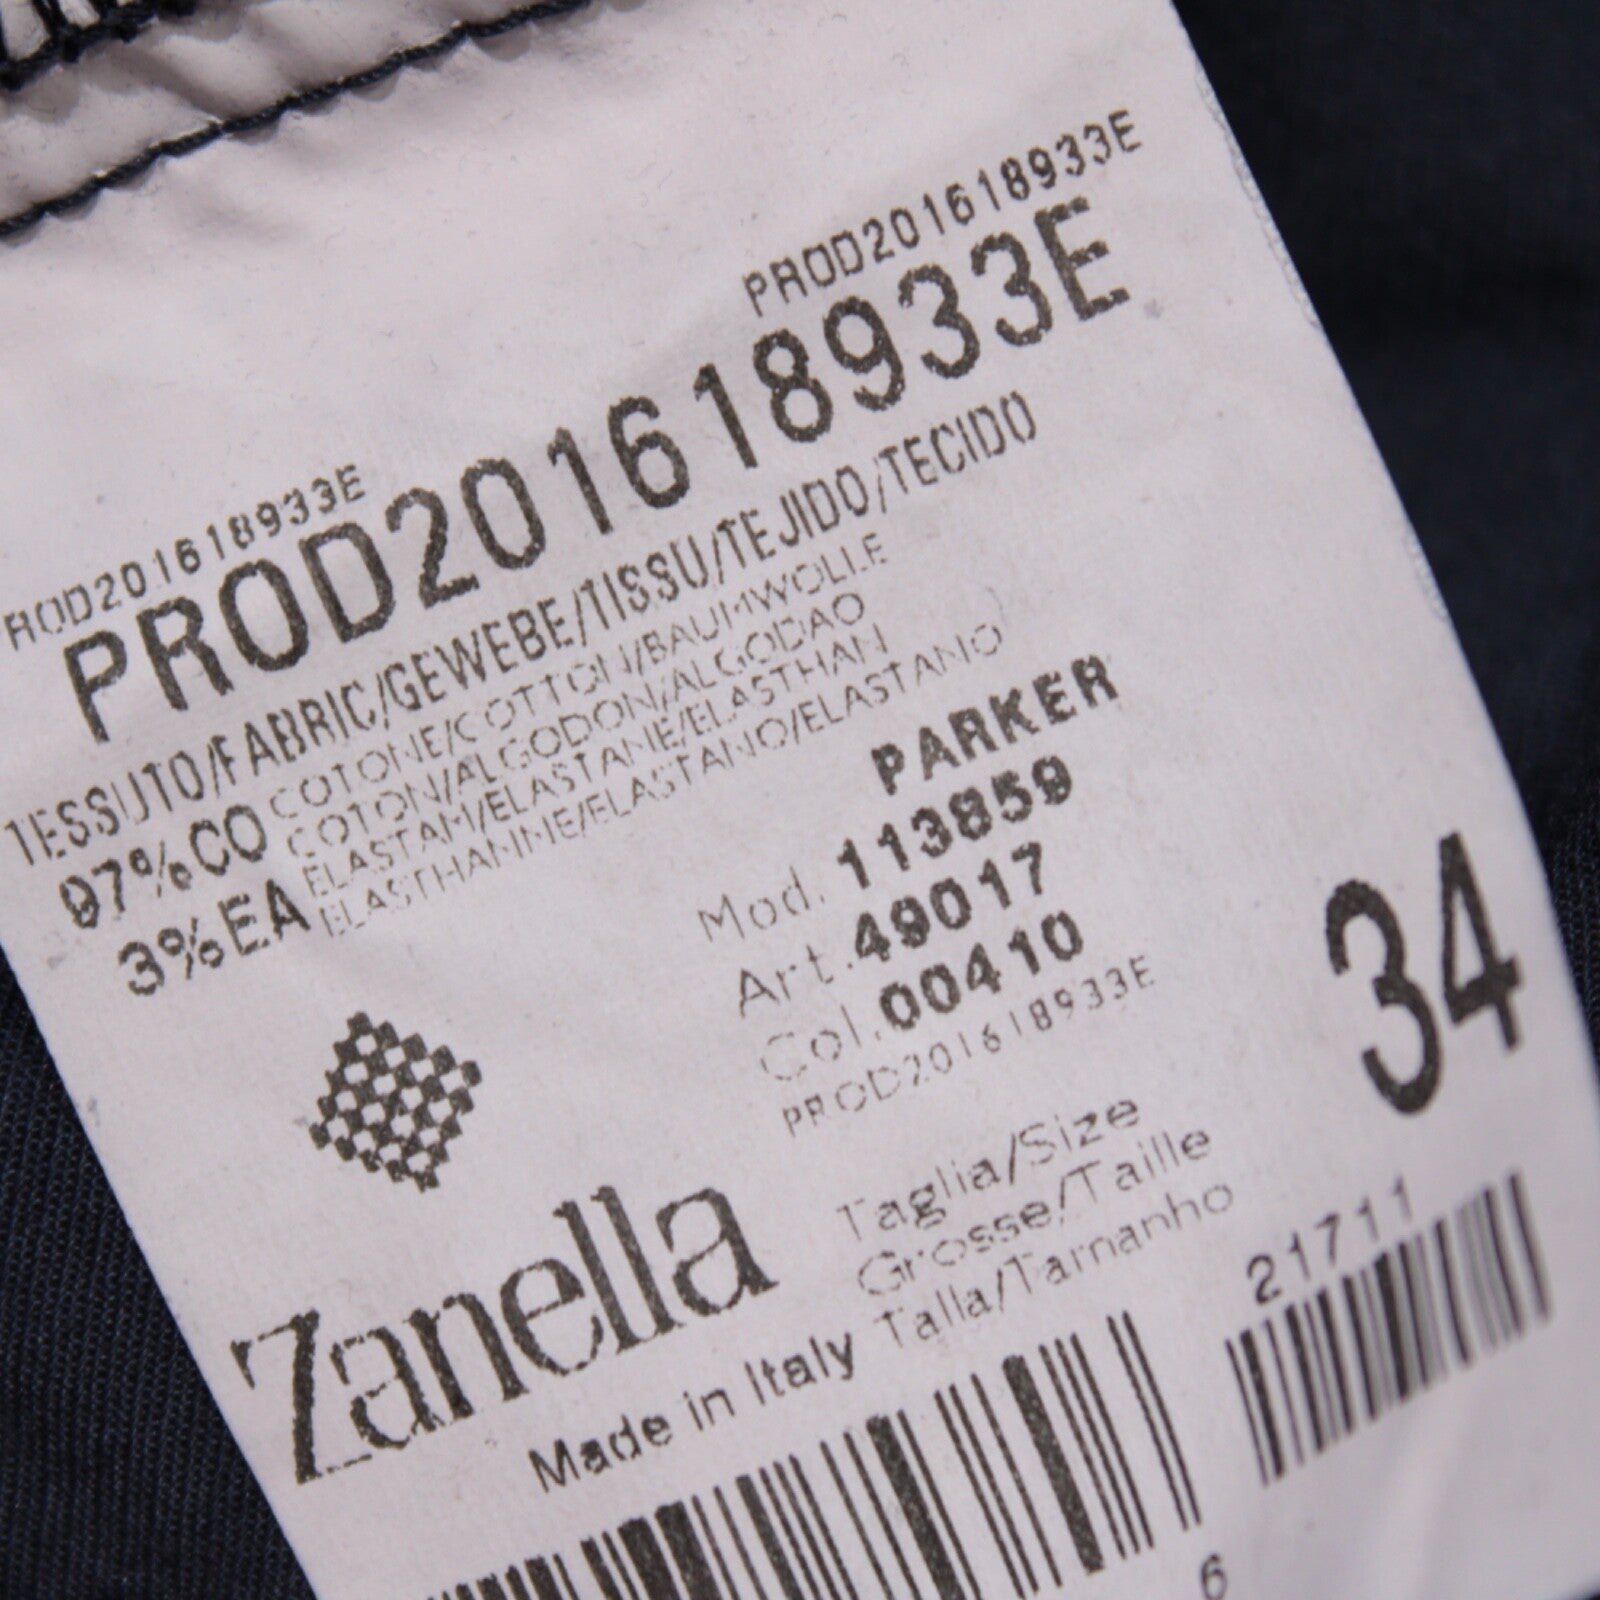 PROD201618933E
ROD201618933E
PROD201618933E
TESSUTO/FABRIC/GEWEBE/TISSU/TEJIDO/TECIDO
97%CO COTONE/COTTON/BAUMWOLLE
COTON/ALGODON/ALGODAO
3%EA ELASTAM/ELASTANE/ELASTHAN
ELASTHANNE/ELASTANO/ELASTANO
PARKER
Mod. 113859
Art. 49017
Col. 00410
PROD201618933E
34
Zanella
Made in Italy
Taglia/Size
Grosse/Taille
Talla/Tamanho
21711
6